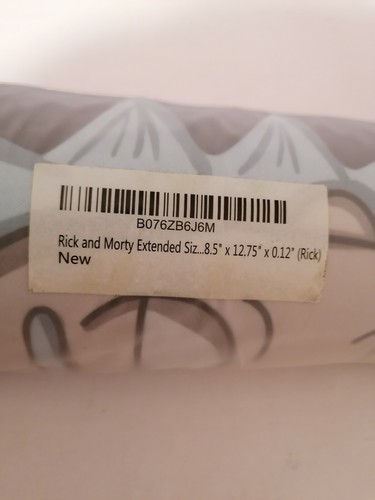 B076ZB6J6M
Rick and Morty Extended Siz...8.5" x 12.75" x 0.12" (Rick)
New